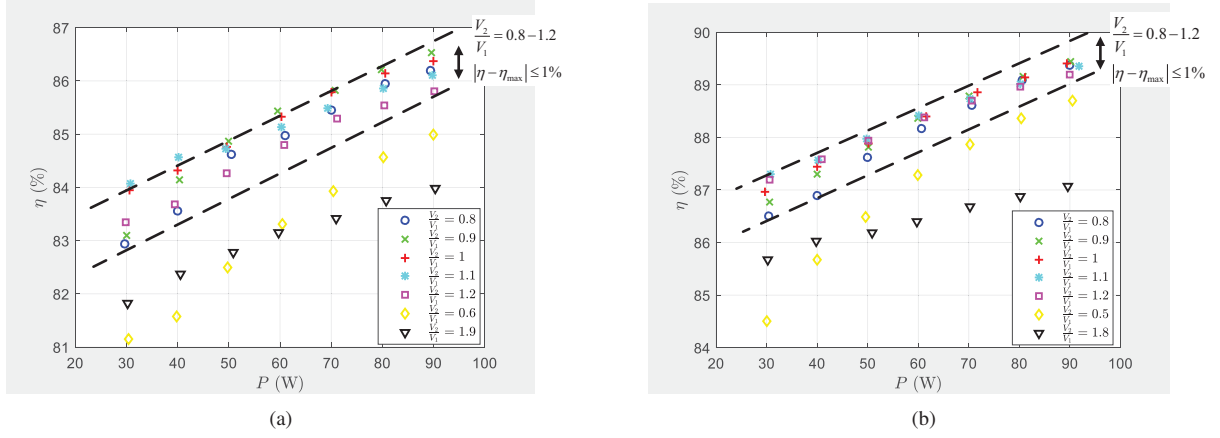 (a)
87
86
85
84
83
82
81
20 30 40 50 60 70 80 90 100
η (%)
P (W)
V₂/V₁ = 0.8 – 1.2
|η – ηmax| ≤ 1%
V₂/V₁ = 0.8
V₂/V₁ = 0.9
V₂/V₁ = 1
V₂/V₁ = 1.1
V₂/V₁ = 1.2
V₂/V₁ = 0.6
V₂/V₁ = 1.9
(a)
(b)
90
89
88
87
86
85
84
20 30 40 50 60 70 80 90 100
η (%)
P (W)
V₂/V₁ = 0.8 – 1.2
|η – ηmax| ≤ 1%
V₂/V₁ = 0.8
V₂/V₁ = 0.9
V₂/V₁ = 1
V₂/V₁ = 1.1
V₂/V₁ = 1.2
V₂/V₁ = 0.5
V₂/V₁ = 1.8
(b)